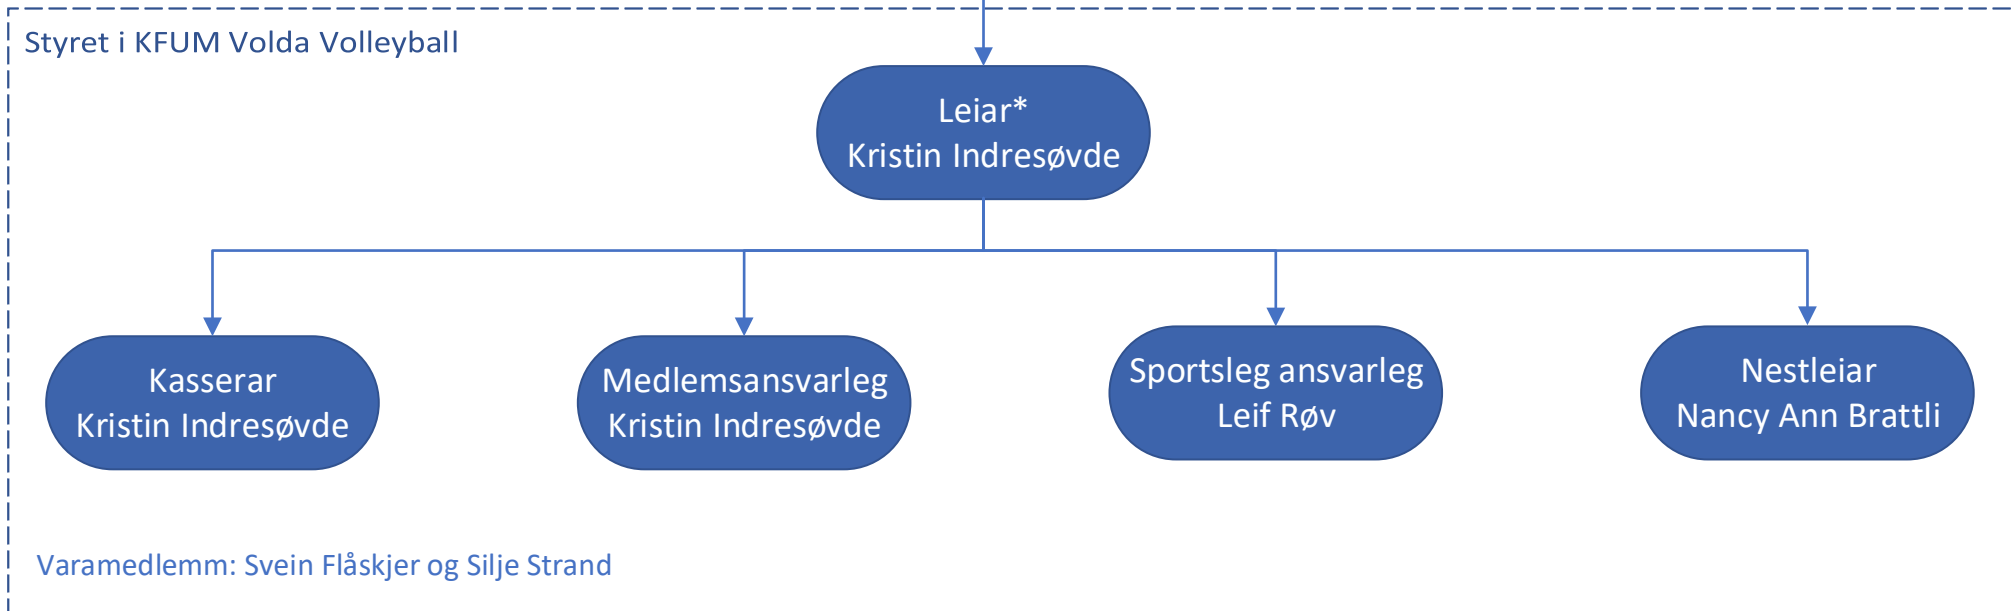 Styret i KFUM Volda Volleyball
Leiar*
Kristin Indresøvde
Kasserar
Kristin Indresøvde
Medlemsansvarleg
Kristin Indresøvde
Sportsleg ansvarleg
Leif Røv
Nestleiar
Nancy Ann Brattli
Varamedlemm: Svein Flåskjer og Silje Strand